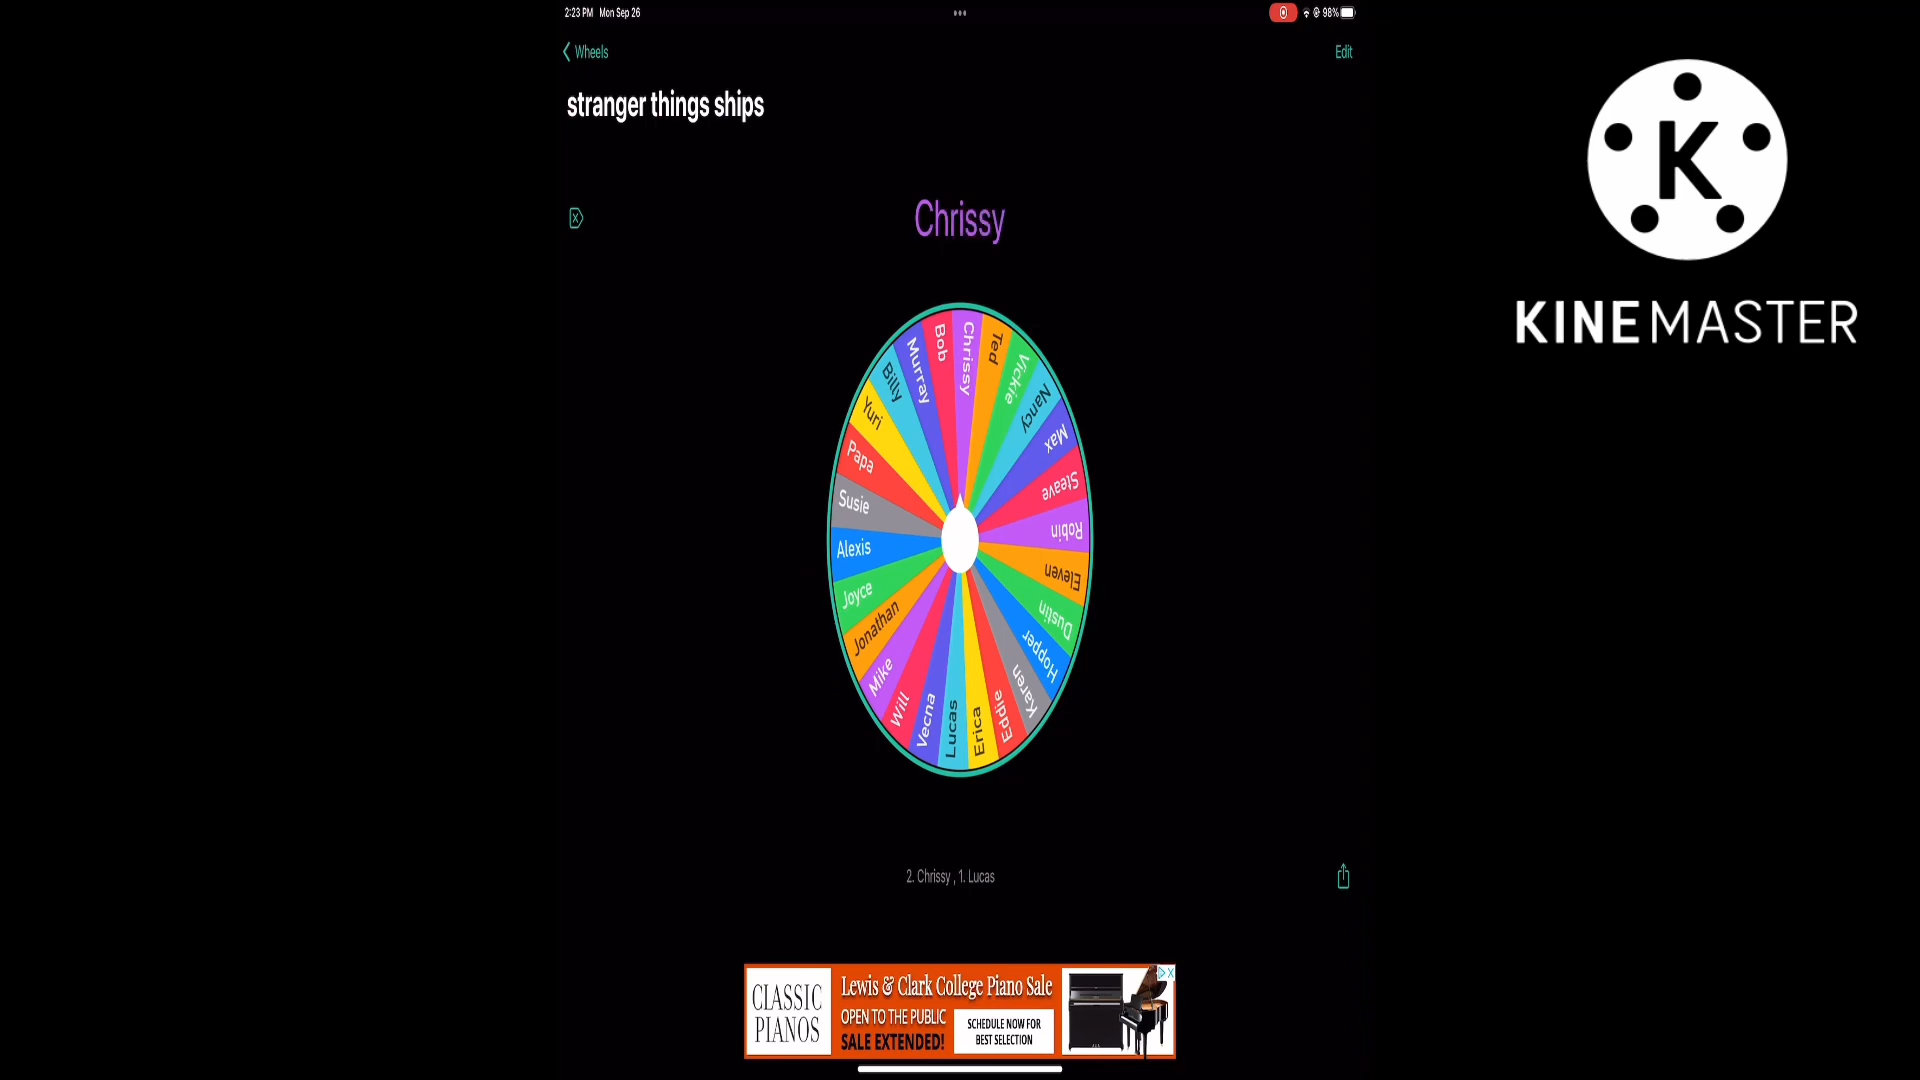 2:23 PM Mon Sep 26
98%
Wheels
Edit
stranger things ships
Chrissy
Chrissy
Ted
Vickie
Nancy
Max
Steave
Robin
Eleven
Dustin
Hopper
Karen
Eddie
Erica
Lucas
Vecna
Will
Mike
Jonathan
Joyce
Alexis
Susie
Papa
Yuri
Billy
Murray
Bob
2. Chrissy , 1. Lucas
CLASSIC
PIANOS
Lewis & Clark College Piano Sale
OPEN TO THE PUBLIC
SALE EXTENDED!
SCHEDULE NOW FOR
BEST SELECTION
K
KINEMASTER